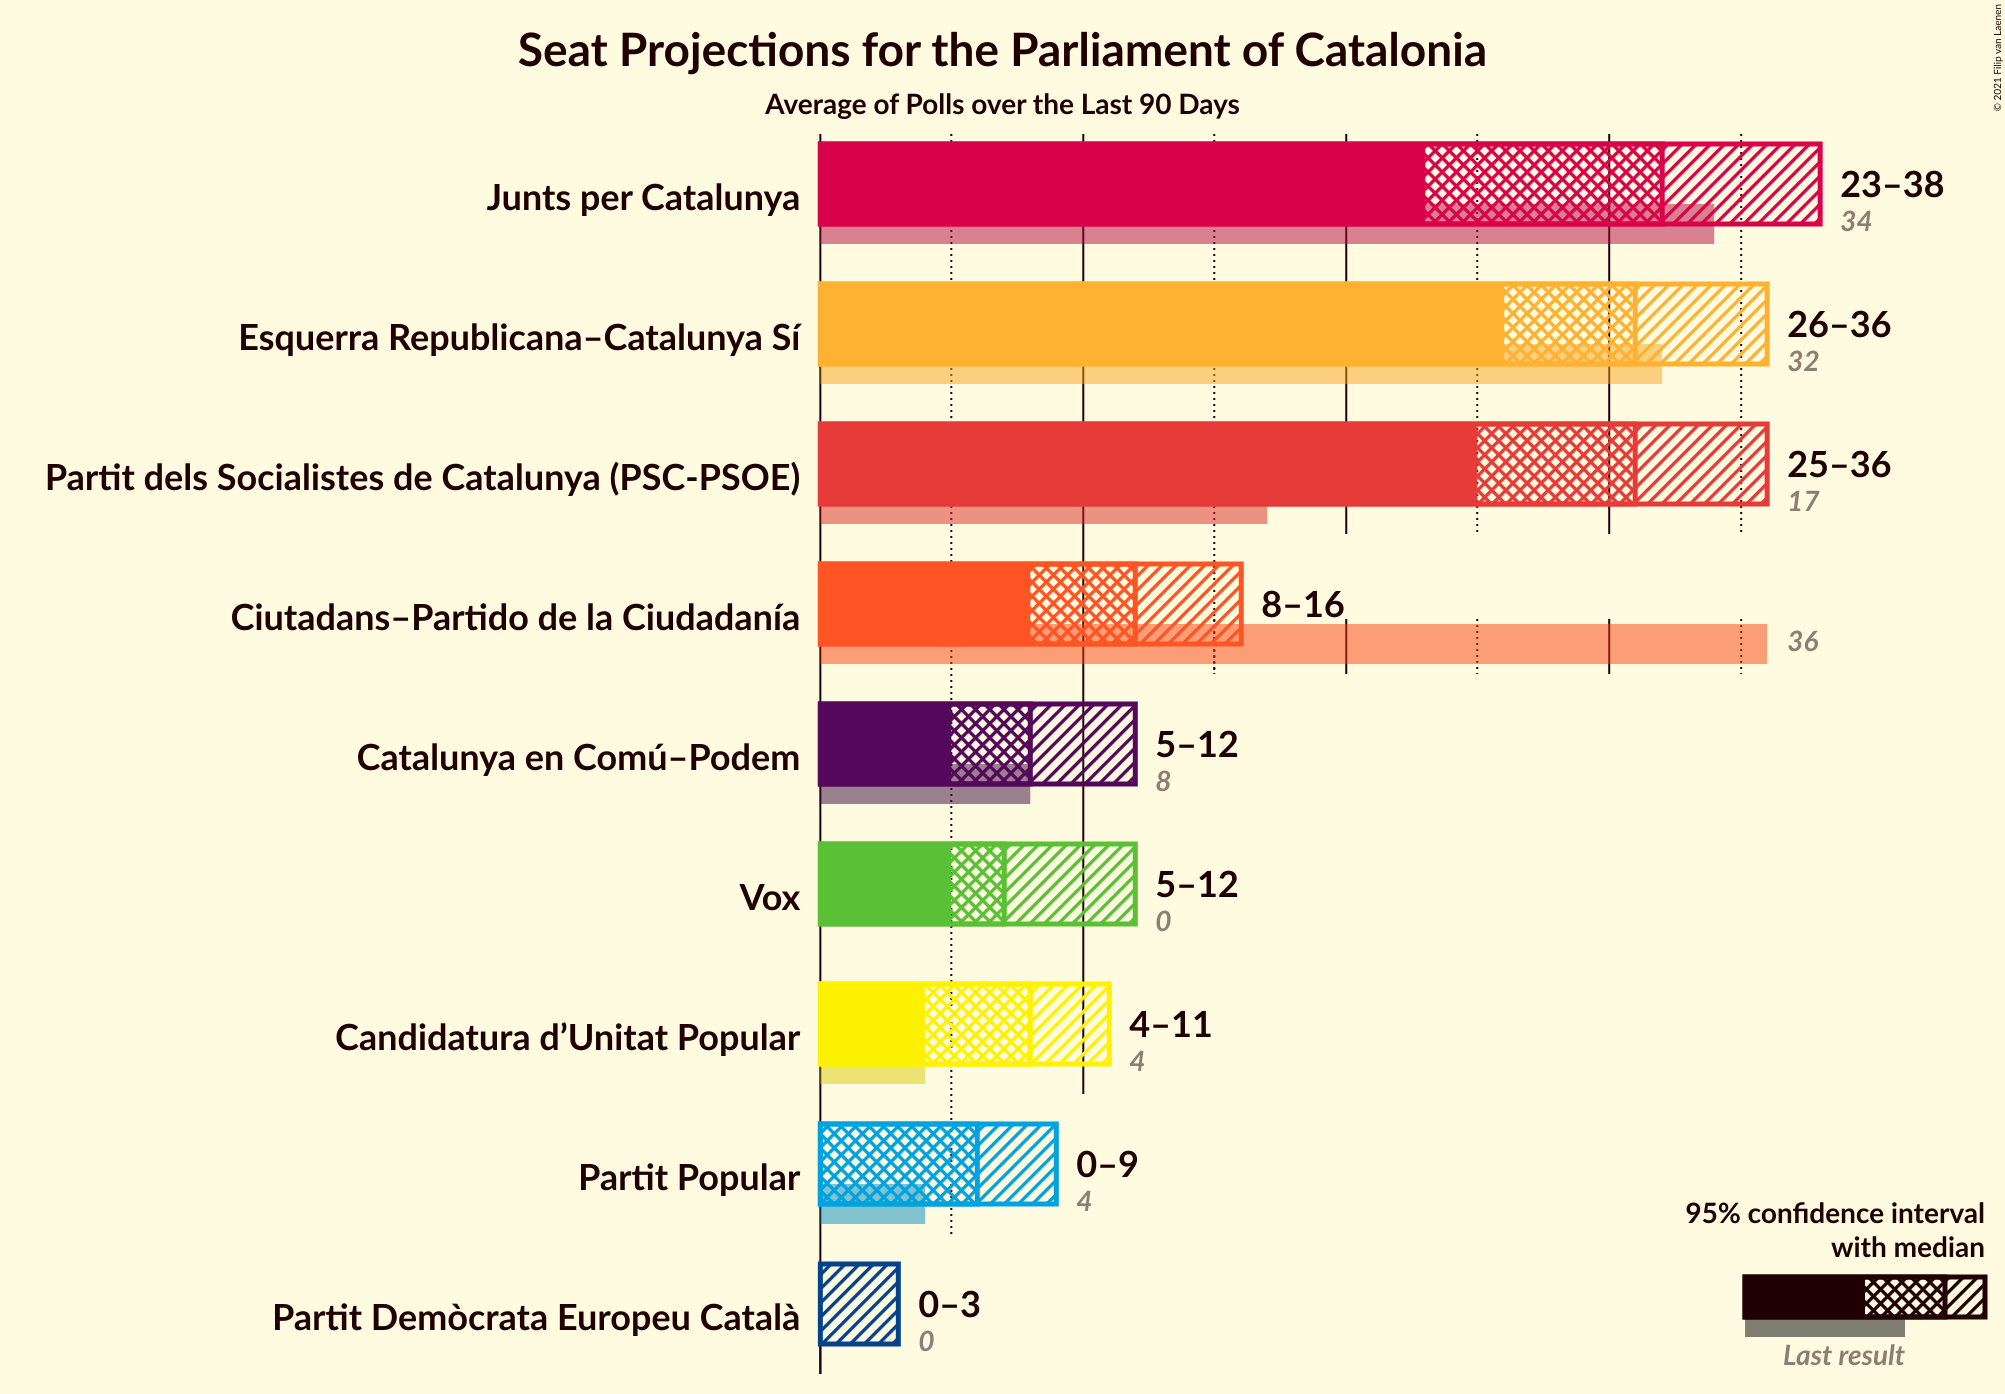 Seat Projections for the Parliament of Catalonia
Average of Polls over the Last 90 Days
© 2021 Filip van Laenen
Junts per Catalunya
23–38
34
Esquerra Republicana–Catalunya Sí
26–36
32
Partit dels Socialistes de Catalunya (PSC-PSOE)
25–36
17
Ciutadans–Partido de la Ciudadanía
8–16
36
Catalunya en Comú–Podem
5–12
8
Vox
5–12
0
Candidatura d’Unitat Popular
4–11
4
Partit Popular
0–9
4
Partit Demòcrata Europeu Català
0–3
0
95% confidence interval
with median
Last result